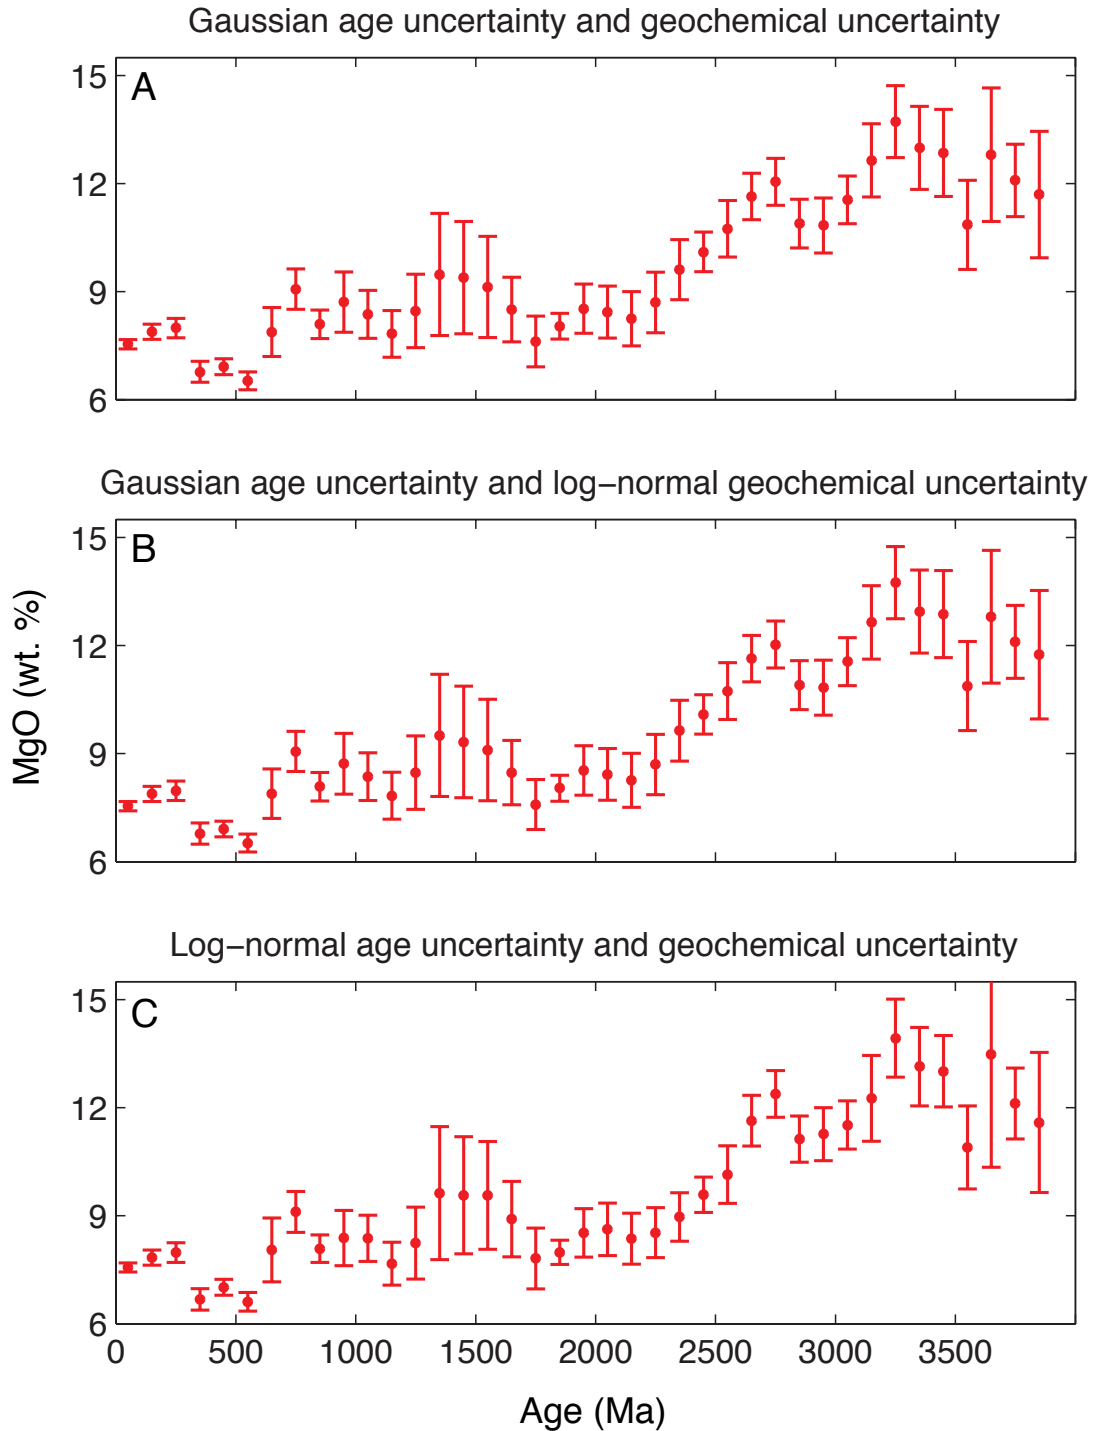 Gaussian age uncertainty and geochemical uncertainty
A
15
12
9
6
Gaussian age uncertainty and log−normal geochemical uncertainty
B
15
12
9
6
MgO (wt. %)
Log−normal age uncertainty and geochemical uncertainty
C
15
12
9
6
0 500 1000 1500 2000 2500 3000 3500
Age (Ma)